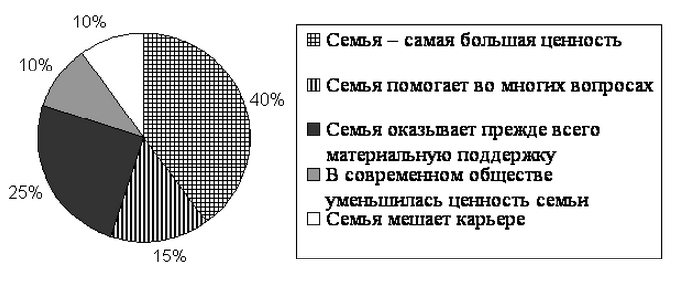 10%
10%
40%
25%
15%
Семья – самая большая ценность
Семья помогает во многих вопросах
Семья оказывает прежде всего
материальную поддержку
В современном обществе
уменьшилась ценность семьи
Семья мешает карьере